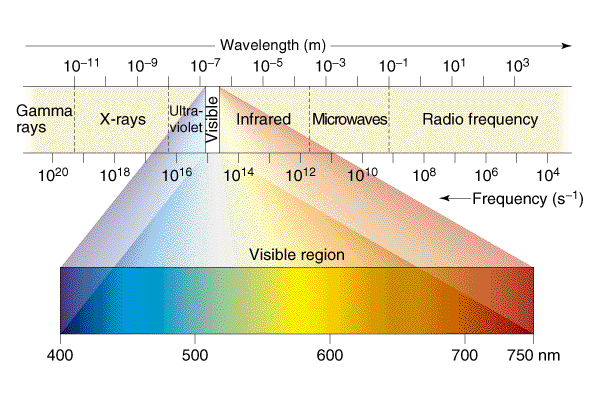 Wavelength (m)
10⁻¹¹ 10⁻⁹ 10⁻⁷ 10⁻⁵ 10⁻³ 10⁻¹ 10¹ 10³
Gamma
rays
X-rays
Ultra-
violet
Visible
Infrared
Microwaves
Radio frequency
10²⁰ 10¹⁸ 10¹⁶ 10¹⁴ 10¹² 10¹⁰ 10⁸ 10⁶ 10⁴
Frequency (s⁻¹)
Visible region
400 500 600 700 750 nm